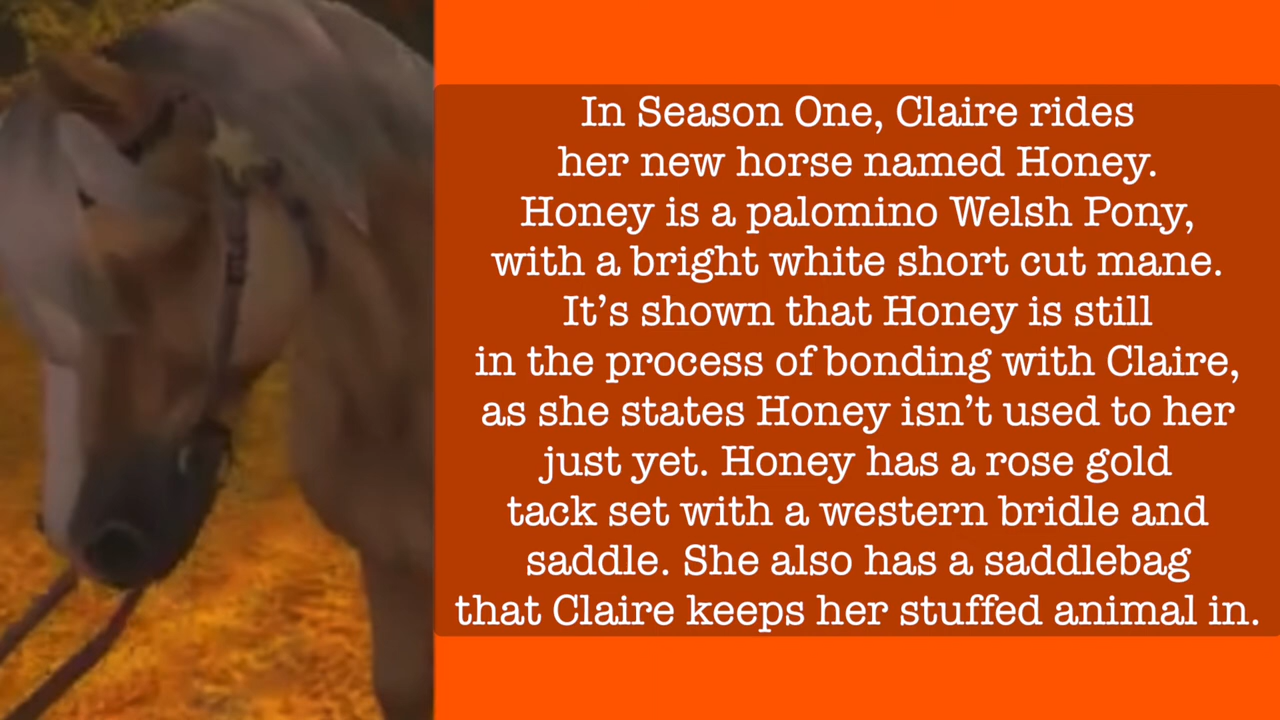 In Season One, Claire rides
her new horse named Honey.
Honey is a palomino Welsh Pony,
with a bright white short cut mane.
It’s shown that Honey is still
in the process of bonding with Claire,
as she states Honey isn’t used to her
just yet. Honey has a rose gold
tack set with a western bridle and
saddle. She also has a saddlebag
that Claire keeps her stuffed animal in.